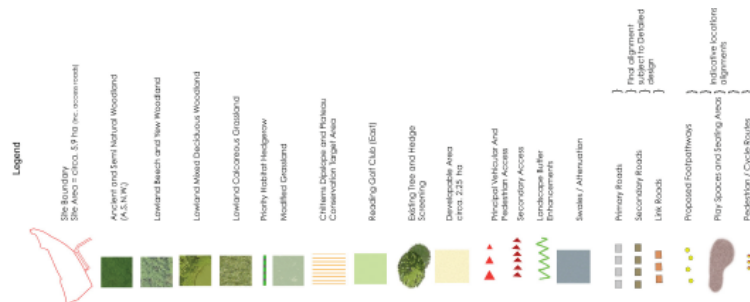 Legend
Site Boundary
Site Area = circa. 5.9 ha (inc. access roads)
Ancient and Semi Natural Woodland
(A.S.N.W.)
Lowland Beech and Yew Woodland
Lowland Mixed Deciduous Woodland
Lowland Calcareous Grassland
Priority Habitat Hedgerow
Modified Grassland
Chilterns Dipslope and Plateau
Conservation Target Area
Reading Golf Club (East)
Existing Tree and Hedge
Screening
Developable Area
circa. 2.25 ha
Principal Vehicular And
Pedestrian Access
Secondary Access
Landscape Buffer
Enhancements
Swales / Attenuation
Primary Roads
Secondary Roads
Link Roads
Final alignment
subject to Detailed
design
Proposed Footpathways
Play Spaces and Seating Areas
Pedestrian / Cycle Routes
Indicative locations
alignments